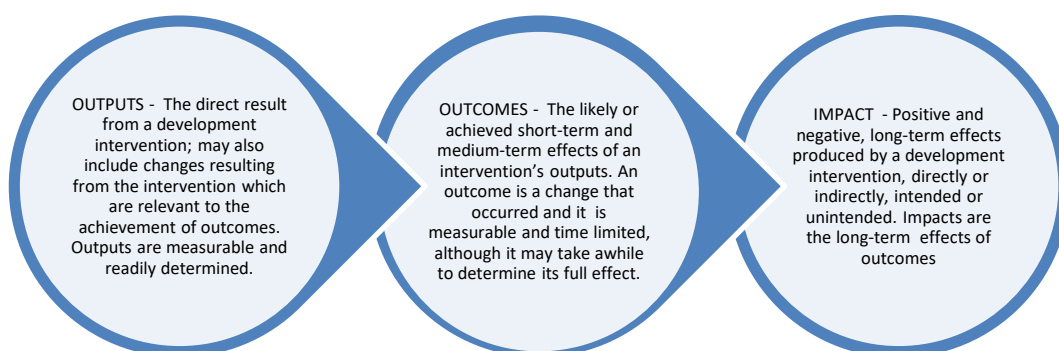 OUTPUTS - The direct result
from a development
intervention; may also
include changes resulting
from the intervention which
are relevant to the
achievement of outcomes.
Outputs are measurable and
readily determined.
OUTCOMES - The likely or
achieved short-term and
medium-term effects of an
intervention’s outputs. An
outcome is a change that
occurred and it is
measurable and time limited,
although it may take awhile
to determine its full effect.
IMPACT - Positive and
negative, long-term effects
produced by a development
intervention, directly or
indirectly, intended or
unintended. Impacts are
the long-term effects of
outcomes